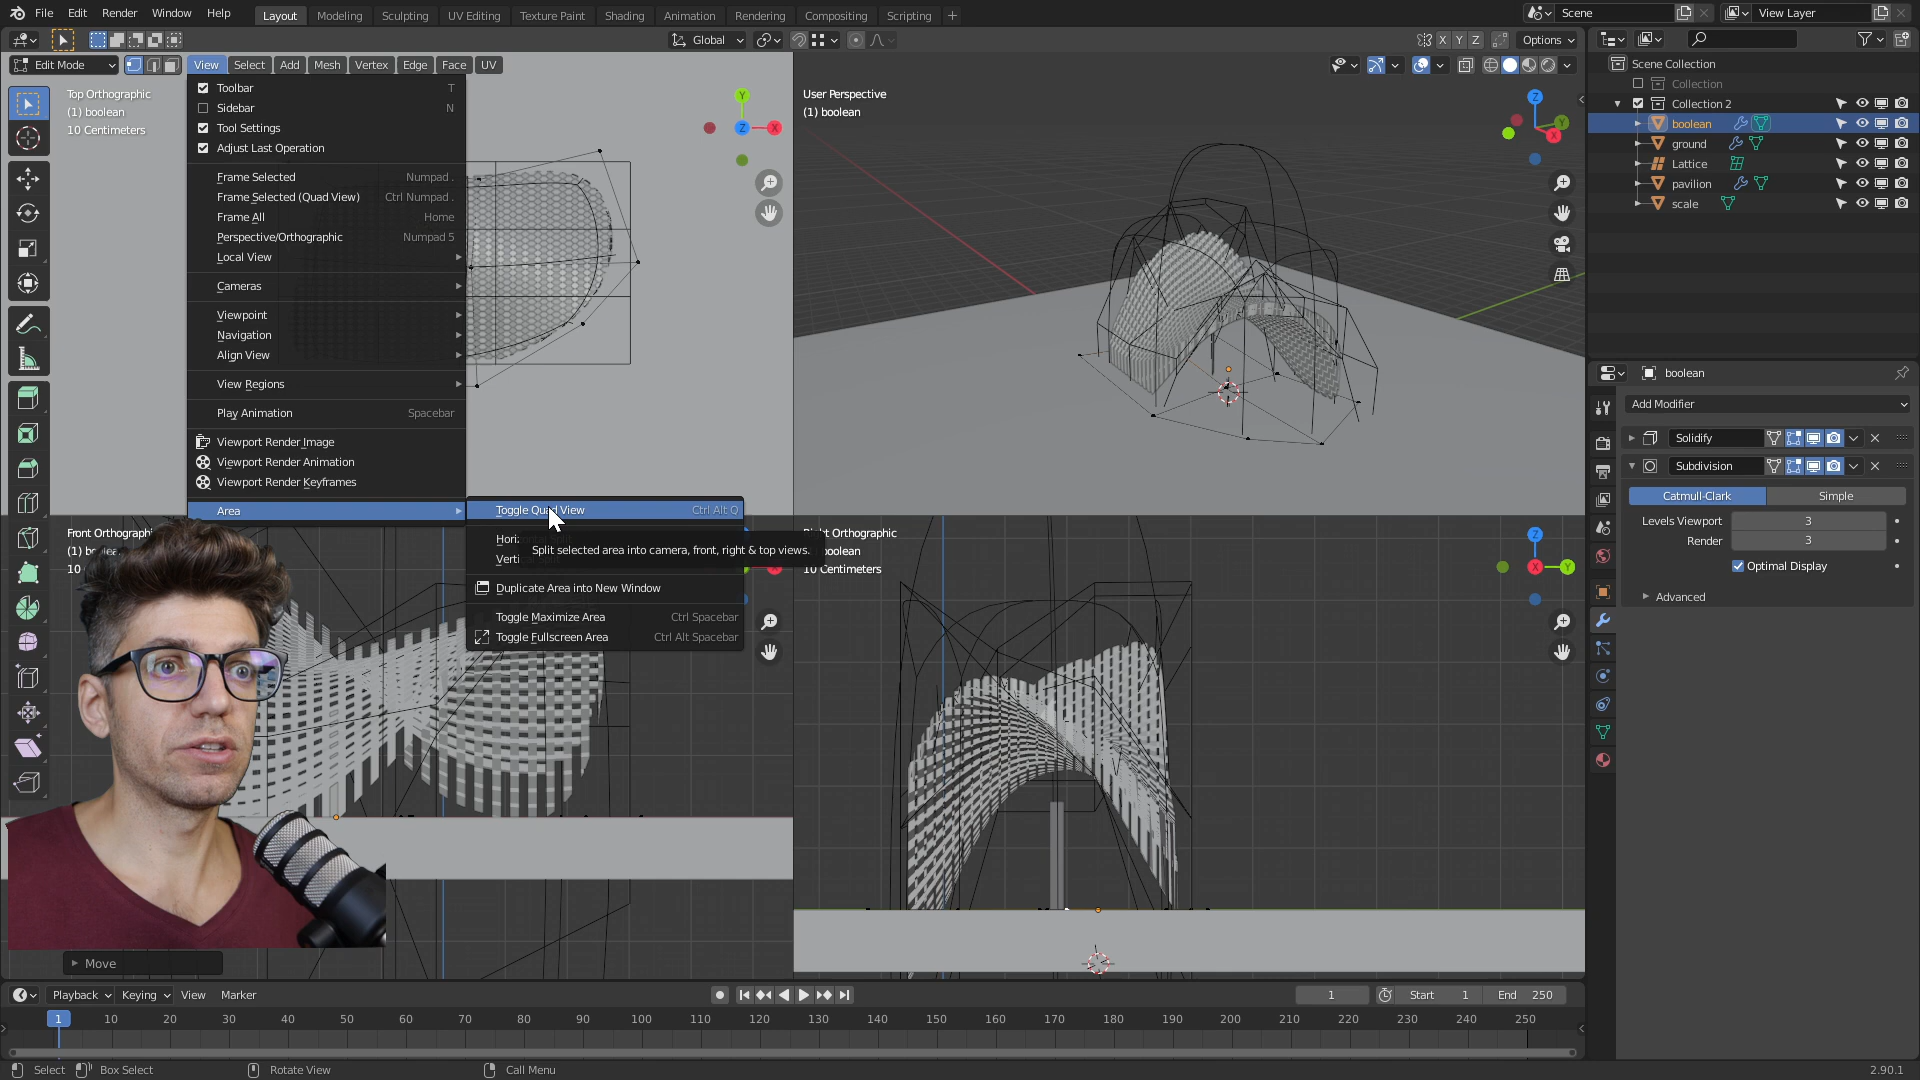 File Edit Render Window Help Layout Modeling Sculpting UV Editing Texture Paint Shading Animation Rendering Compositing Scripting + Scene View Layer
Global X Y Z Options
Edit Mode View Select Add Mesh Vertex Edge Face UV
Top Orthographic
(1) boolean
10 Centimeters
Toolbar T
Sidebar N
Tool Settings
Adjust Last Operation
Frame Selected Numpad .
Frame Selected (Quad View) Ctrl Numpad .
Frame All Home
Perspective/Orthographic Numpad 5
Local View
Cameras
Viewpoint
Navigation
Align View
View Regions
Play Animation Spacebar
Viewport Render Image
Viewport Render Animation
Viewport Render Keyframes
Area
Toggle Quad View Ctrl Alt Q
Hori
Verti
Split selected area into camera, front, right & top views.
Duplicate Area into New Window
Toggle Maximize Area Ctrl Spacebar
Toggle Fullscreen Area Ctrl Alt Spacebar
Y
Z
X
User Perspective
(1) boolean
Z
Y
X
Front Orthographic
(1)
10
t Orthographic
boolean
10 Centimeters
Z
X
Y
Scene Collection
Collection
Collection 2
boolean
ground
Lattice
pavilion
scale
boolean
Add Modifier
Solidify
Subdivision
Catmull-Clark Simple
Levels Viewport 3
Render 3
Optimal Display
Advanced
Move
Playback Keying View Marker 1 Start 1 End 250
1 10 20 30 40 50 60 70 80 90 100 110 120 130 140 150 160 170 180 190 200 210 220 230 240 250
Select Box Select Rotate View Call Menu 2.90.1